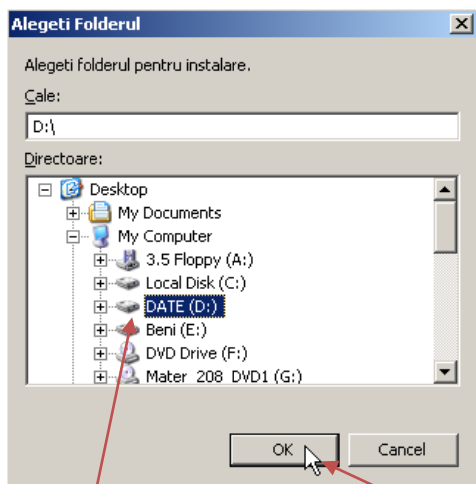 Alegeti Folderul
Alegeti folderul pentru instalare.
Cale:
D:\
Directoare:
Desktop
My Documents
My Computer
3.5 Floppy (A:)
Local Disk (C:)
DATE (D:)
Beni (E:)
DVD Drive (F:)
Mater_208_DVD1 (G:)
OK Cancel